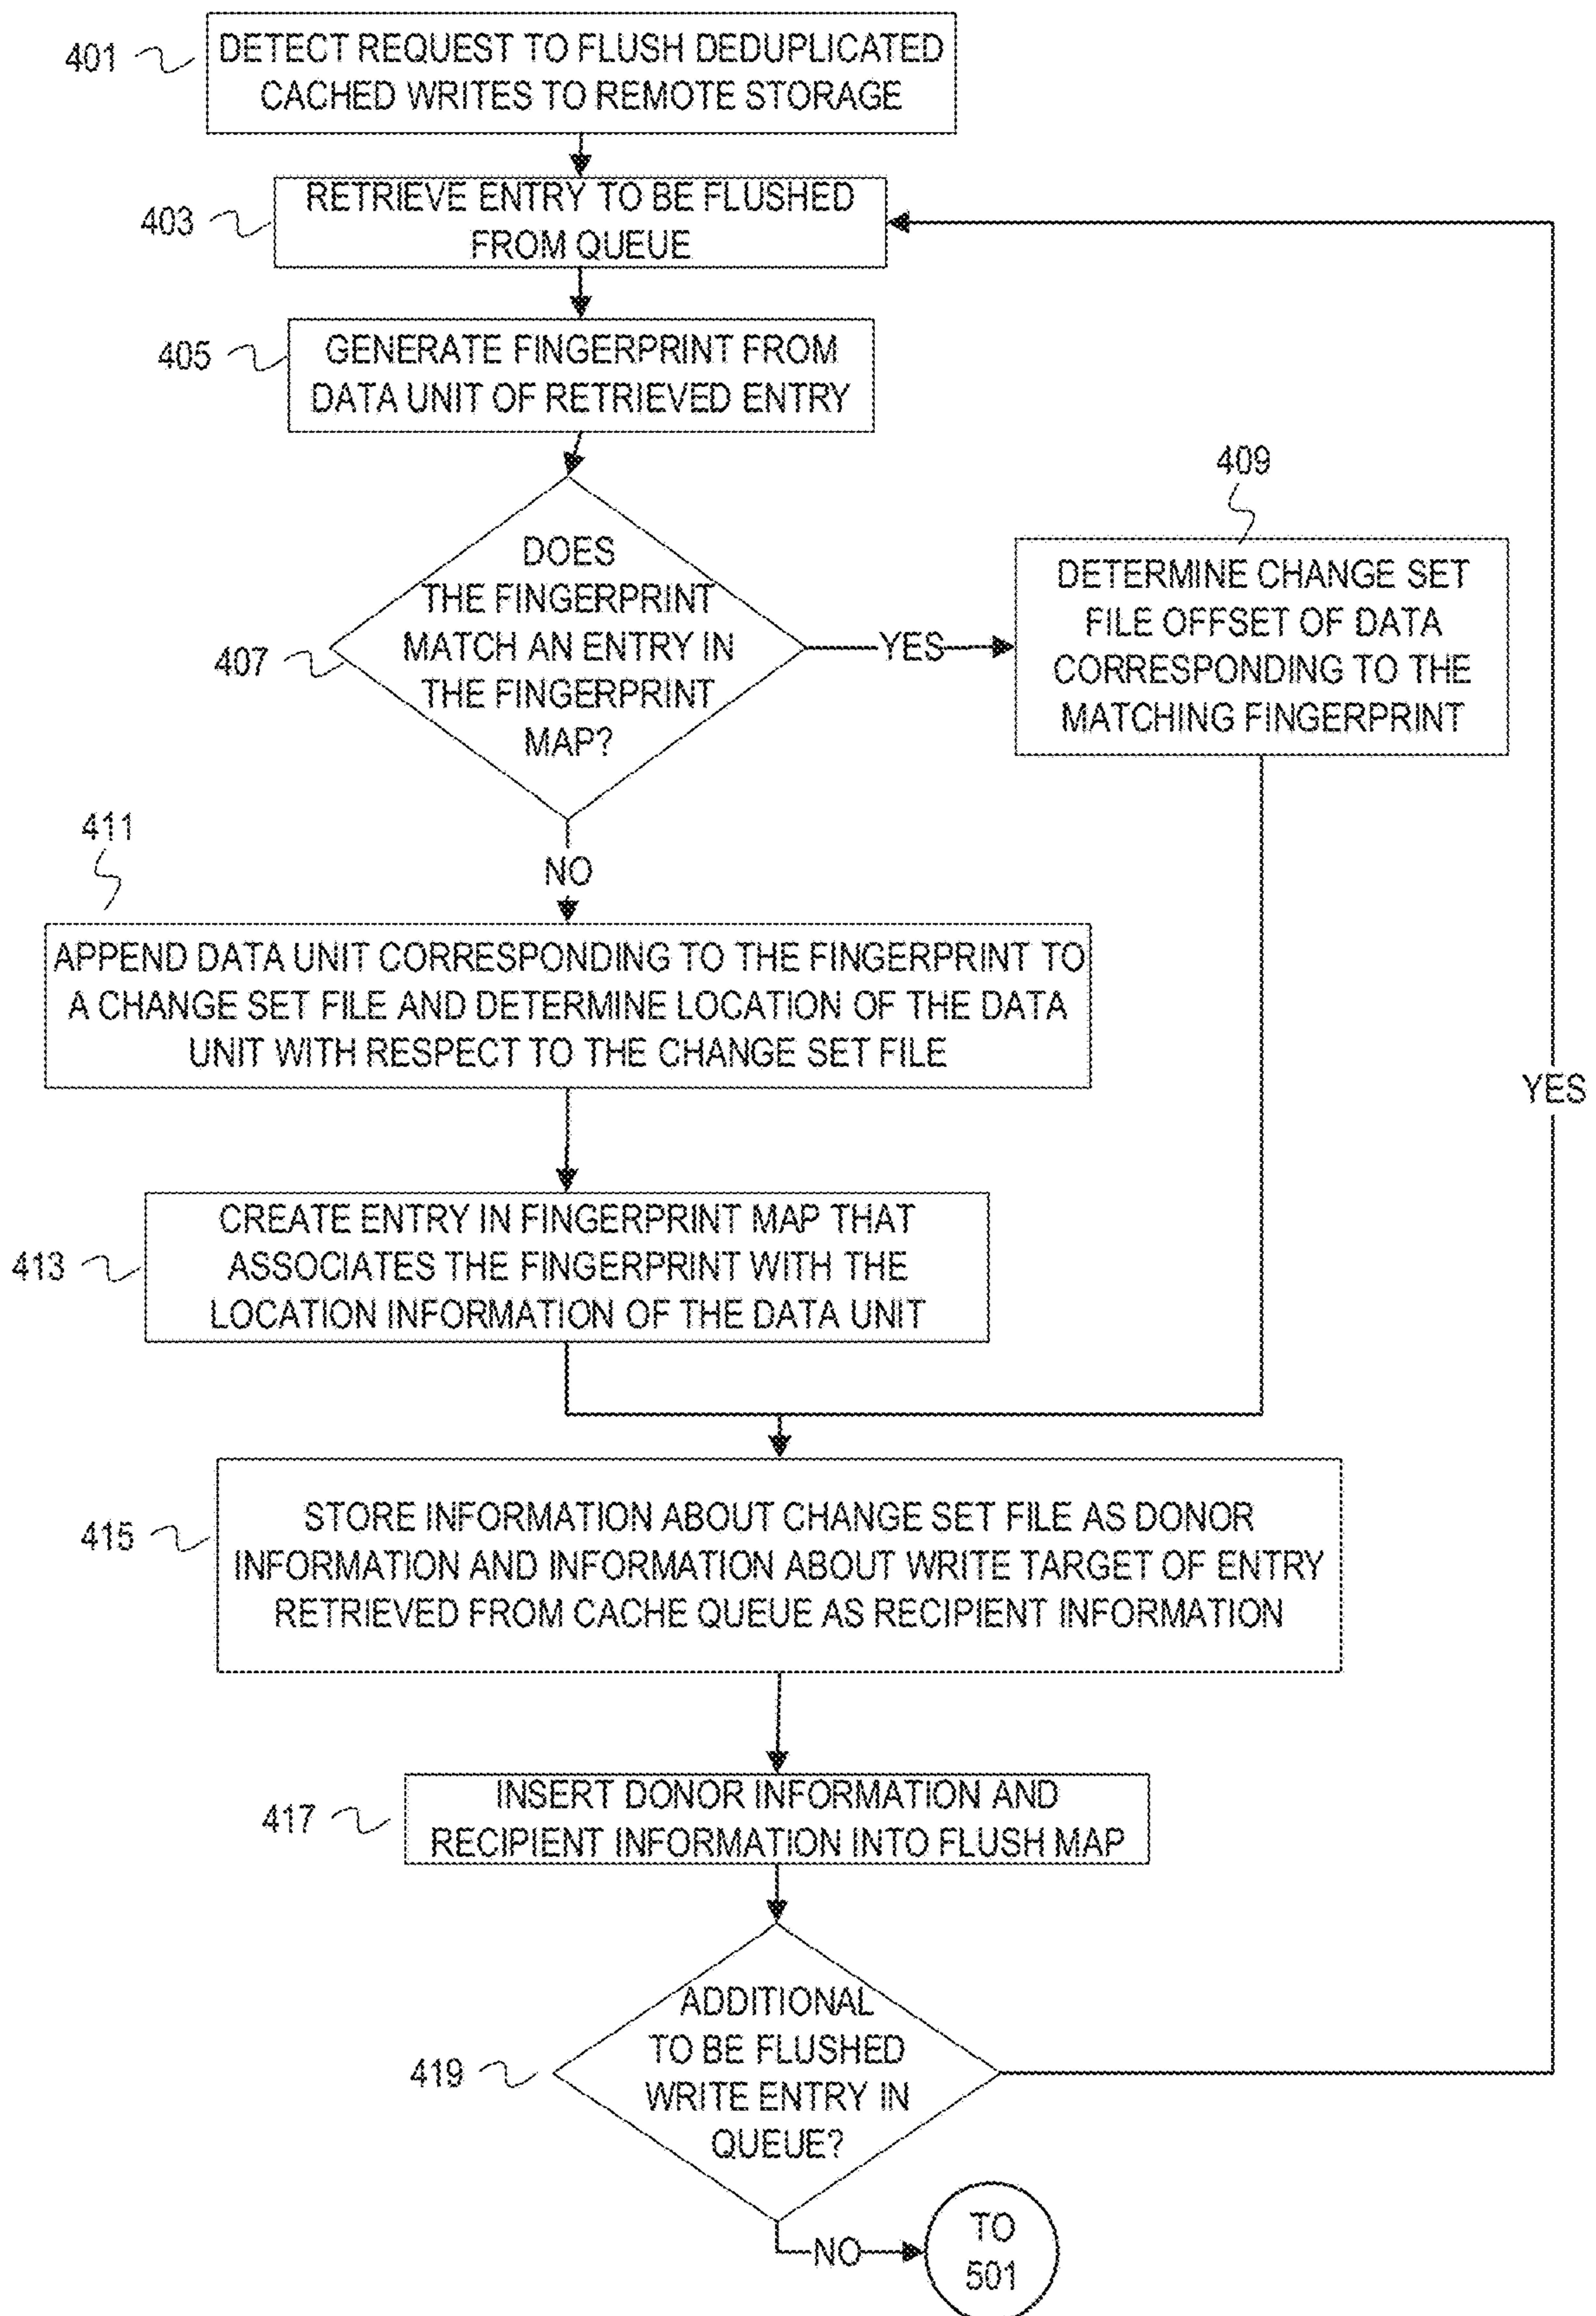 401
DETECT REQUEST TO FLUSH DEDUPLICATED
CACHED WRITES TO REMOTE STORAGE
403
RETRIEVE ENTRY TO BE FLUSHED
FROM QUEUE
405
GENERATE FINGERPRINT FROM
DATA UNIT OF RETRIEVED ENTRY
407
DOES
THE FINGERPRINT
MATCH AN ENTRY IN
THE FINGERPRINT
MAP?
YES
409
DETERMINE CHANGE SET
FILE OFFSET OF DATA
CORRESPONDING TO THE
MATCHING FINGERPRINT
NO
411
APPEND DATA UNIT CORRESPONDING TO THE FINGERPRINT TO
A CHANGE SET FILE AND DETERMINE LOCATION OF THE DATA
UNIT WITH RESPECT TO THE CHANGE SET FILE
YES
413
CREATE ENTRY IN FINGERPRINT MAP THAT
ASSOCIATES THE FINGERPRINT WITH THE
LOCATION INFORMATION OF THE DATA UNIT
415
STORE INFORMATION ABOUT CHANGE SET FILE AS DONOR
INFORMATION AND INFORMATION ABOUT WRITE TARGET OF ENTRY
RETRIEVED FROM CACHE QUEUE AS RECIPIENT INFORMATION
417
INSERT DONOR INFORMATION AND
RECIPIENT INFORMATION INTO FLUSH MAP
419
ADDITIONAL
TO BE FLUSHED
WRITE ENTRY IN
QUEUE?
NO
TO
501